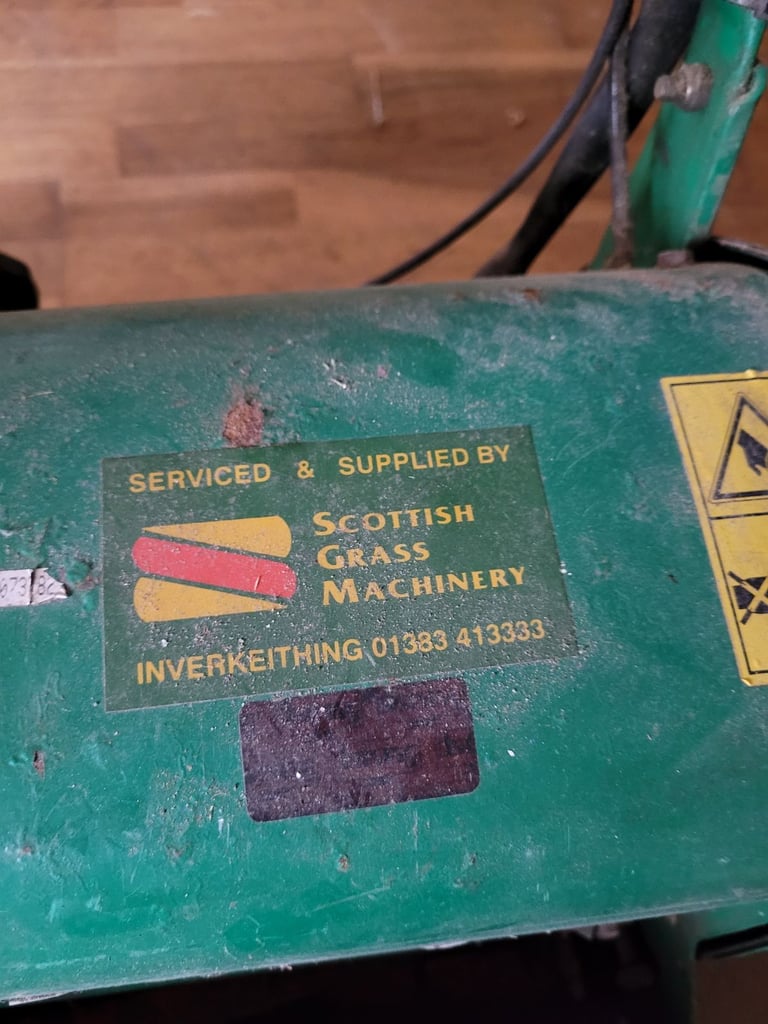 SERVICED & SUPPLIED BY
SCOTTISH
GRASS
MACHINERY
INVERKEITHING 01383 413333